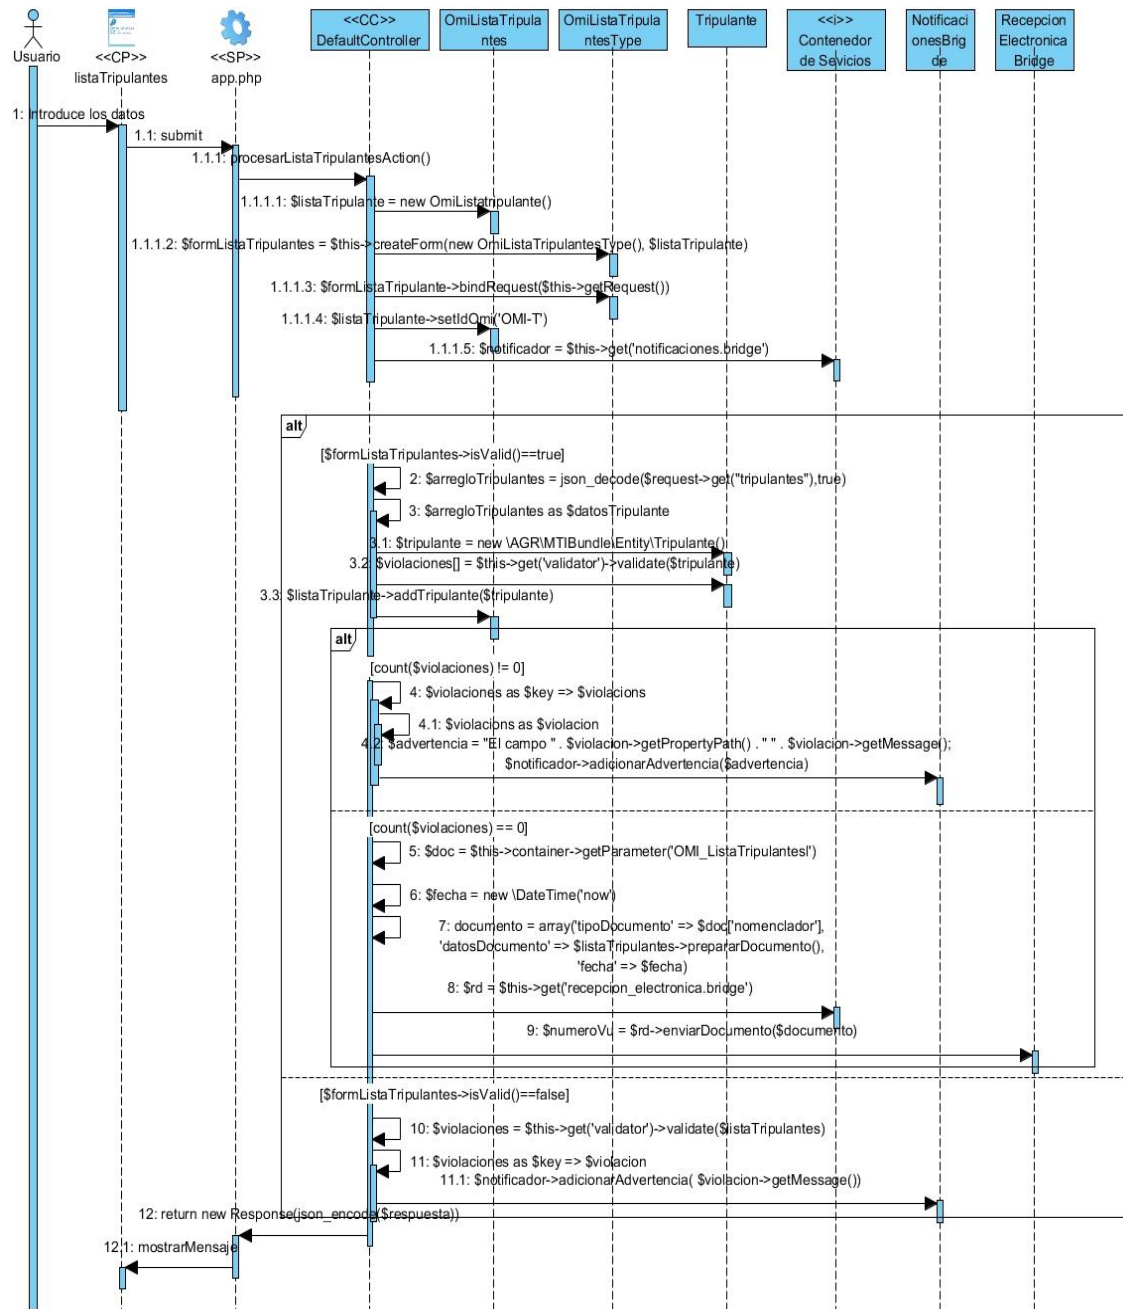 Usuario
<<CP>>
listaTripulantes
<<SP>>
app.php
<<CC>>
DefaultController
OmiListaTripula
ntes
OmiListaTripula
ntesType
Tripulante
<<i>>
Contenedor
de Sevicios
Notificaci
onesBrig
de
Recepcion
Electronica
Bridge
1: Introduce los datos
1.1: submit
1.1.1: procesarListaTripulantesAction()
1.1.1.1: $listaTripulante = new OmiListatripulante()
1.1.1.2: $formListaTripulantes = $this->createForm(new OmiListaTripulantesType(), $listaTripulante)
1.1.1.3: $formListaTripulante->bindRequest($this->getRequest())
1.1.1.4: $listaTripulante->setIdOmi('OMI-T')
1.1.1.5: $notificador = $this->get('notificaciones.bridge')
alt
[$formListaTripulantes->isValid()==true]
2: $arregloTripulantes = json_decode($request->get("tripulantes"),true)
3: $arregloTripulantes as $datosTripulante
3.1: $tripulante = new \AGR\MTIBundle\Entity\Tripulante()
3.2: $violaciones[] = $this->get('validator')->validate($tripulante)
3.3: $listaTripulante->addTripulante($tripulante)
alt
[count($violaciones) != 0]
4: $violaciones as $key => $violacions
4.1: $violacions as $violacion
4.2: $advertencia = "El campo " . $violacion->getPropertyPath() . " " . $violacion->getMessage();
$notificador->adicionarAdvertencia($advertencia)
[count($violaciones) == 0]
5: $doc = $this->container->getParameter('OMI_ListaTripulantesI')
6: $fecha = new \DateTime('now')
7: documento = array('tipoDocumento' => $doc['nomenclador'],
'datosDocumento' => $listaTripulantes->prepararDocumento(),
'fecha' => $fecha)
8: $rd = $this->get('recepcion_electronica.bridge')
9: $numeroVu = $rd->enviarDocumento($documento)
[$formListaTripulantes->isValid()==false]
10: $violaciones = $this->get('validator')->validate($listaTripulantes)
11: $violaciones as $key => $violacion
11.1: $notificador->adicionarAdvertencia( $violacion->getMessage())
12: return new Response(json_encode($respuesta))
12.1: mostrarMensaje